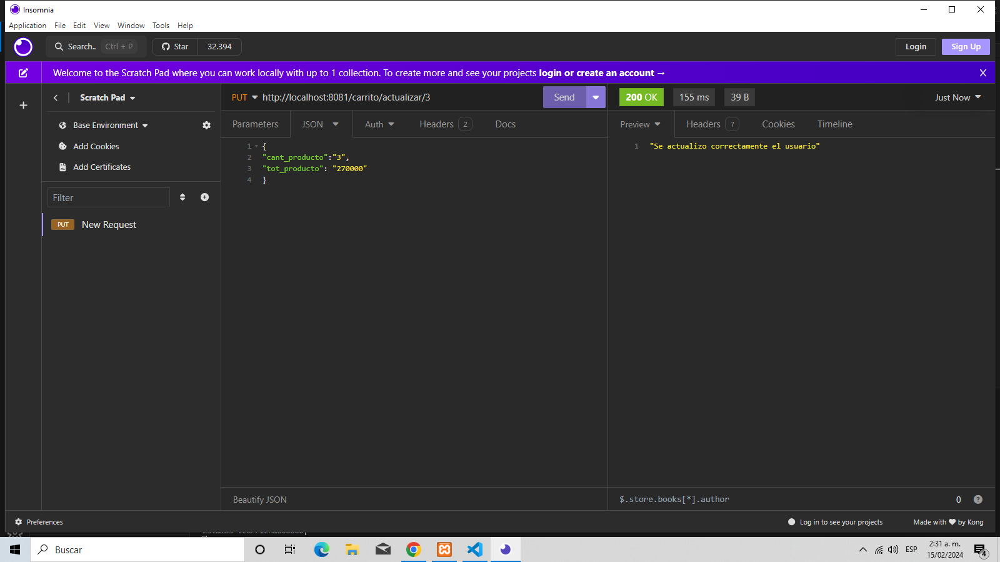 Insomnia
Application File Edit View Window Tools Help
Search.. Ctrl + P Star 32.394 Login Sign Up
Welcome to the Scratch Pad where you can work locally with up to 1 collection. To create more and see your projects login or create an account → X
Scratch Pad
PUT http://localhost:8081/carrito/actualizar/3 Send
200 OK 155 ms 39 B Just Now
Base Environment
Add Cookies
Add Certificates
Filter
PUT New Request
Parameters JSON Auth Headers 2 Docs
1 {
2 "cant_producto":"3",
3 "tot_producto": "270000"
4 }
Beautify JSON
Preview Headers 7 Cookies Timeline
1 "Se actualizo correctamente el usuario"
$.store.books[*].author 0 ?
Preferences Log in to see your projects Made with ❤ by Kong
Buscar
ESP 2:31 a. m.
15/02/2024
4